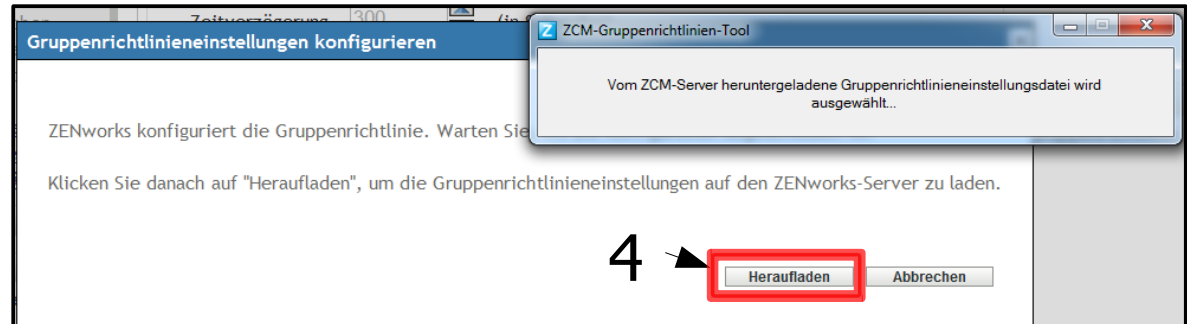 Zeitverzögerung 300
Gruppenrichtlinieneinstellungen konfigurieren
ZCM-Gruppenrichtlinien-Tool
Vom ZCM-Server heruntergeladene Gruppenrichtlinieneinstellungsdatei wird
ausgewählt...
ZENworks konfiguriert die Gruppenrichtlinie. Warten Sie
Klicken Sie danach auf "Heraufladen", um die Gruppenrichtlinieneinstellungen auf den ZENworks-Server zu laden.
4
Heraufladen Abbrechen